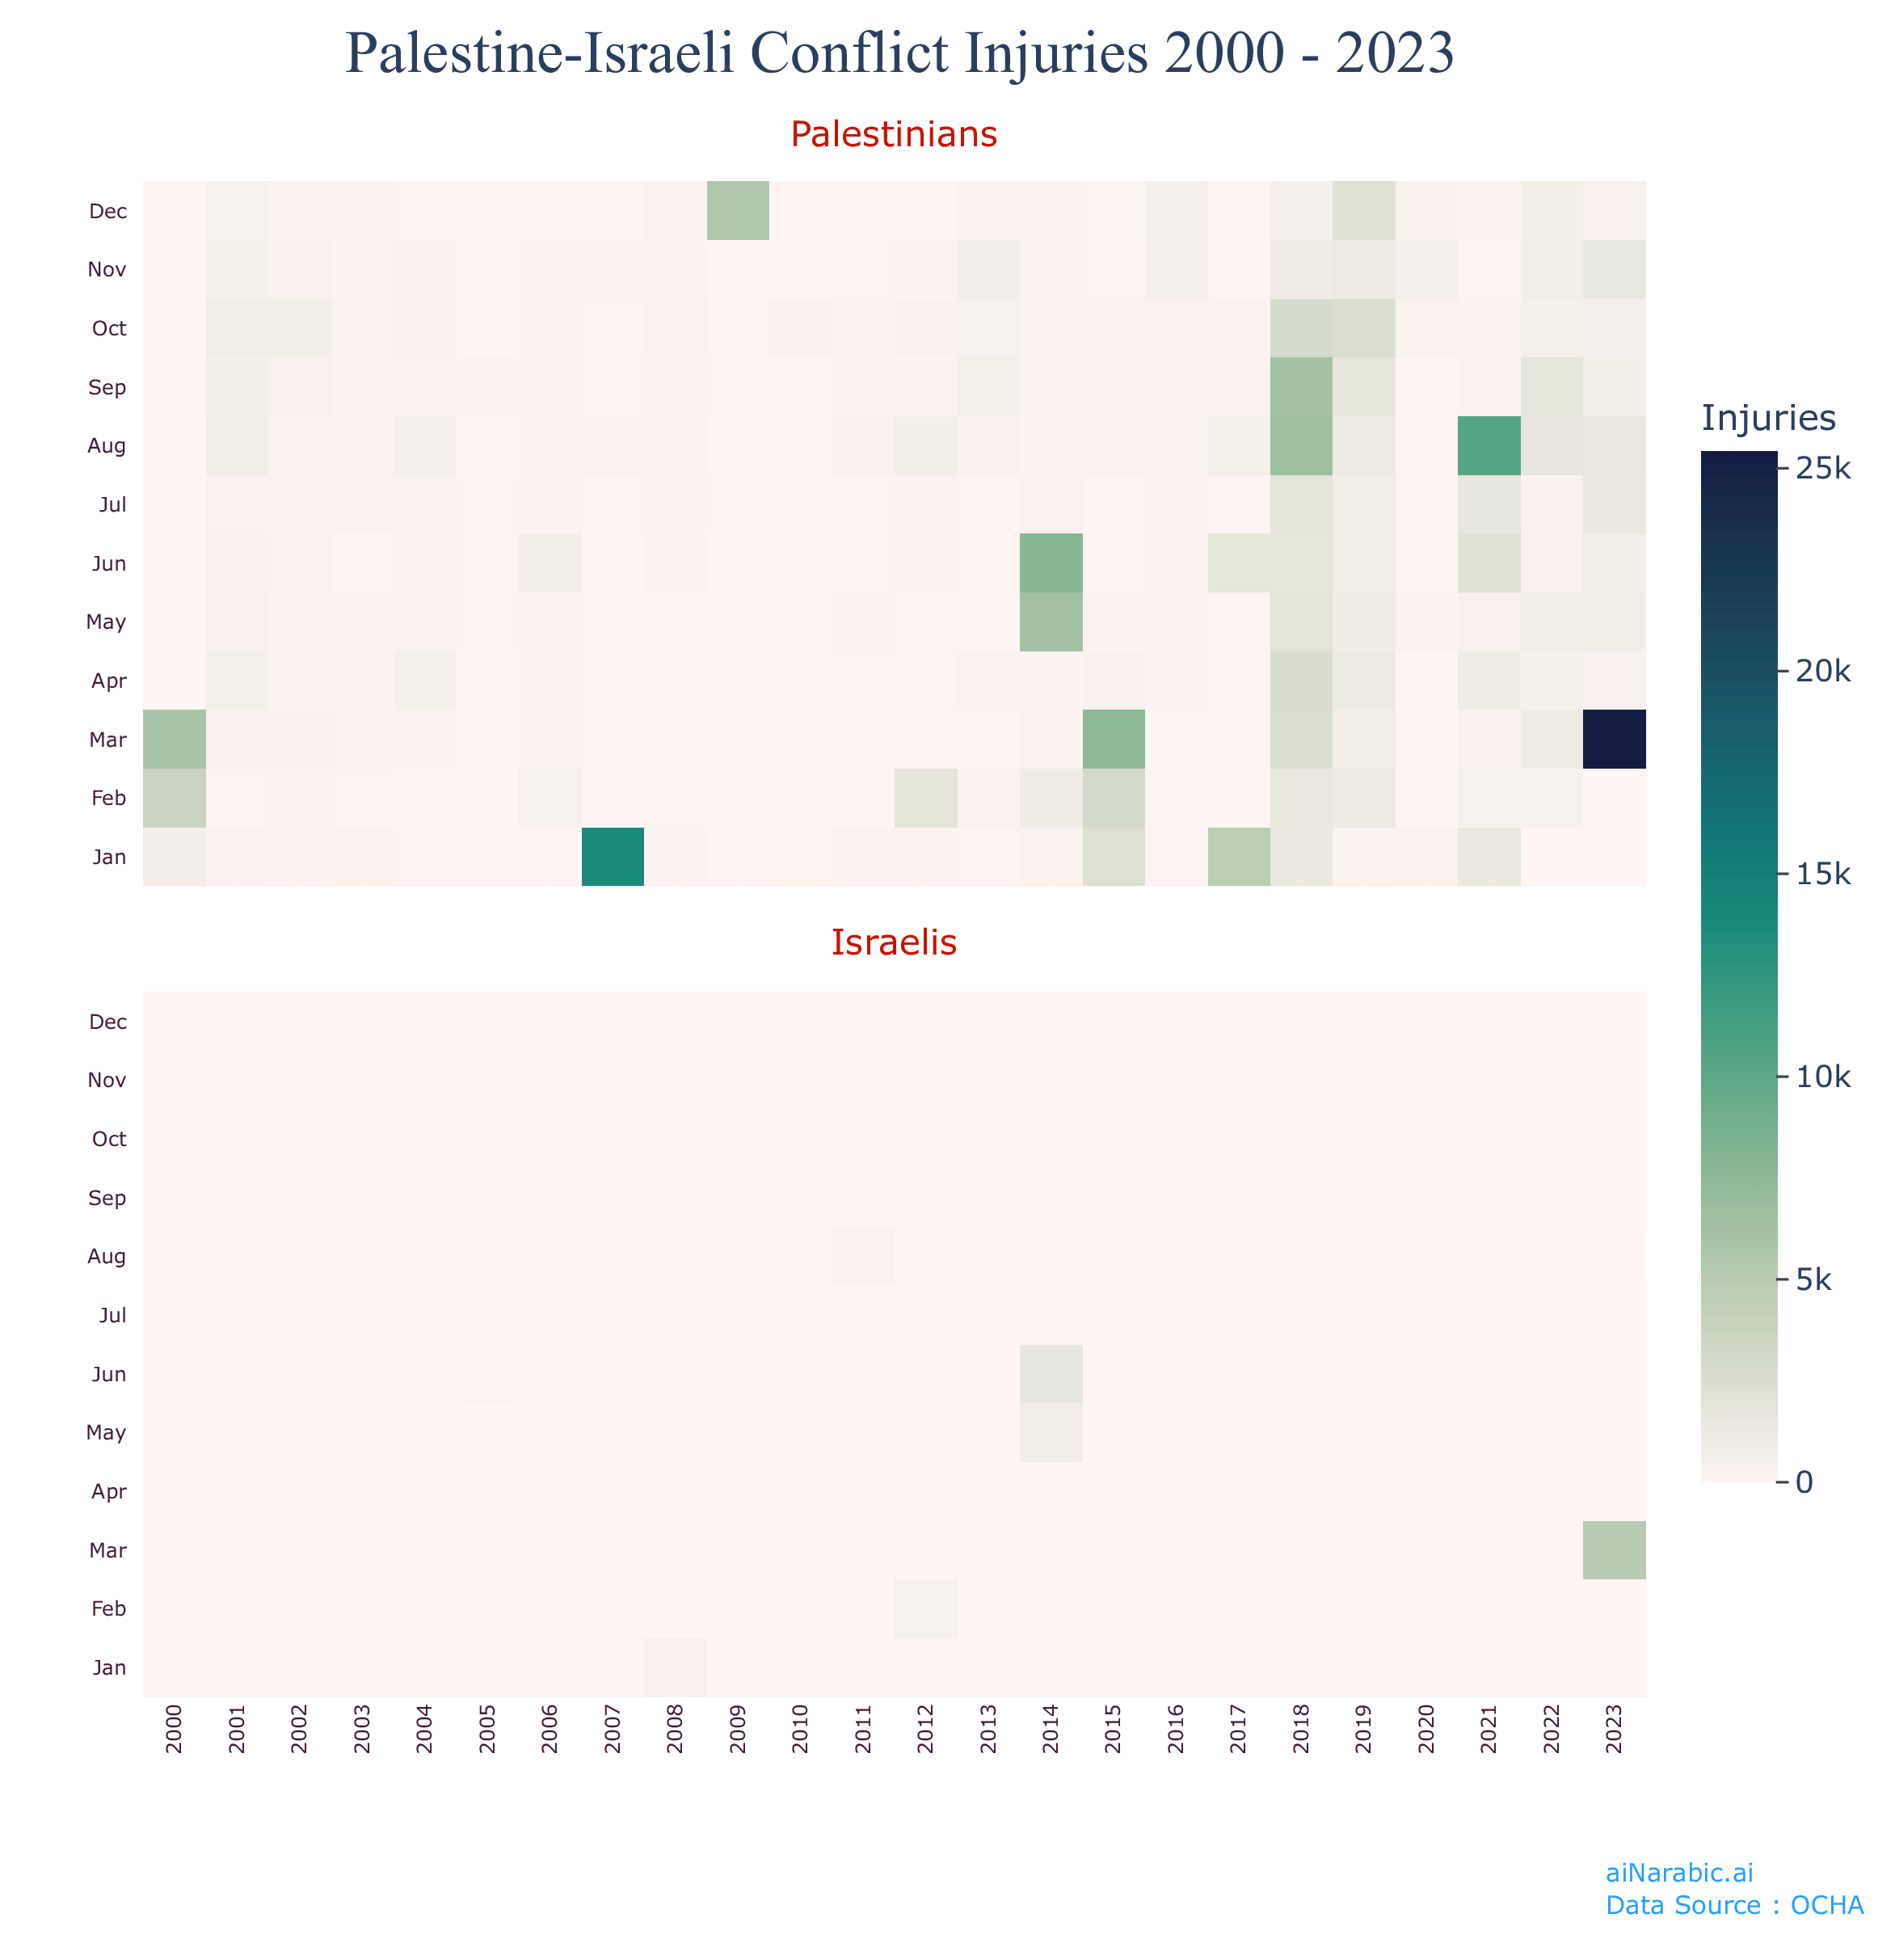 Palestine-Israeli Conflict Injuries 2000 - 2023
Palestinians
Dec
Nov
Oct
Sep
Aug
Jul
Jun
May
Apr
Mar
Feb
Jan
Injuries
25k
20k
15k
10k
5k
0
Israelis
Dec
Nov
Oct
Sep
Aug
Jul
Jun
May
Apr
Mar
Feb
Jan
2000 2001 2002 2003 2004 2005 2006 2007 2008 2009 2010 2011 2012 2013 2014 2015 2016 2017 2018 2019 2020 2021 2022 2023
aiNarabic.ai
Data Source : OCHA